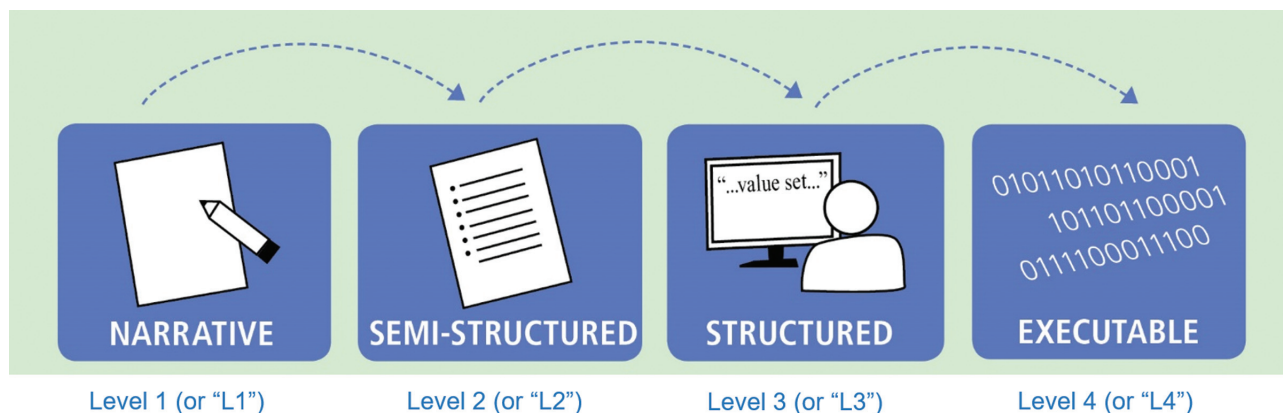 “...value set...”
01011010110001
101101100001
0111100011100
NARRATIVE
SEMI-STRUCTURED
STRUCTURED
EXECUTABLE
Level 1 (or “L1”)
Level 2 (or “L2”)
Level 3 (or “L3”)
Level 4 (or “L4”)